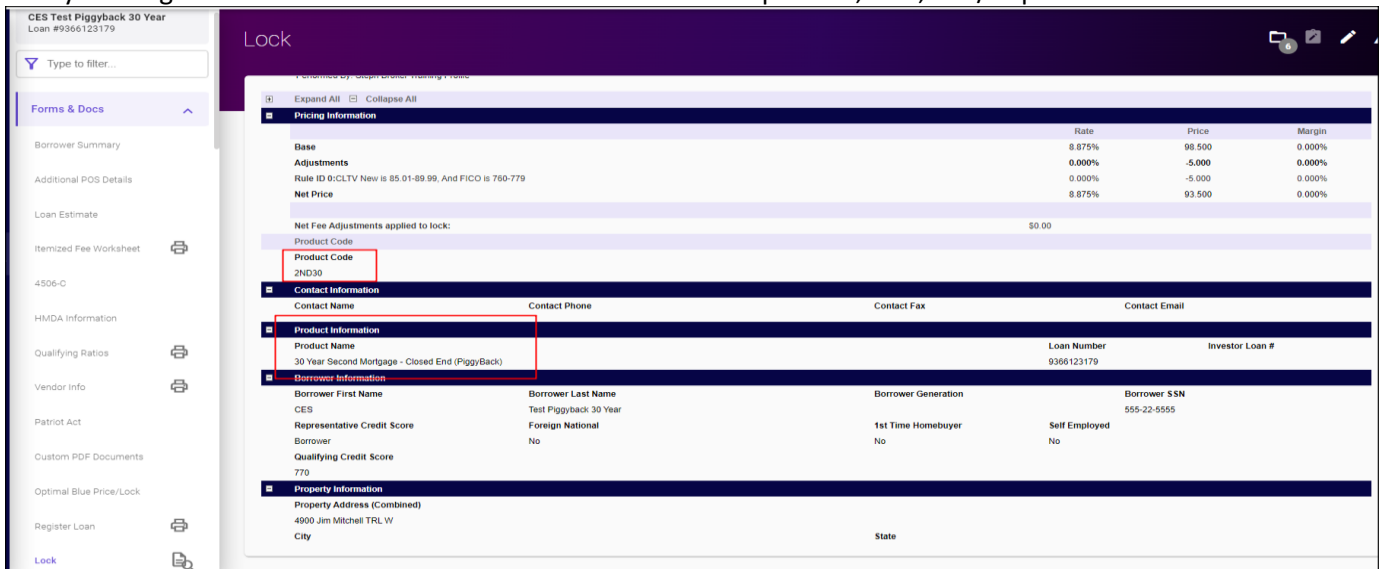 CES Test Piggyback 30 Year
Loan #9366123179
Type to filter...
Forms & Docs
Borrower Summary
Additional POS Details
Loan Estimate
Itemized Fee Worksheet
4506-C
HMDA Information
Qualifying Ratios
Vendor Info
Patriot Act
Custom PDF Documents
Optimal Blue Price/Lock
Register Loan
Lock
Lock
6
Expand All Collapse All
Pricing Information
Rate Price Margin
Base 8.875% 98.500 0.000%
Adjustments 0.000% -5.000 0.000%
Rule ID 0:CLTV New is 85.01-89.99, And FICO is 760-779 0.000% -5.000 0.000%
Net Price 8.875% 93.500 0.000%
Net Fee Adjustments applied to lock: $0.00
Product Code
Product Code
2ND30
Contact Information
Contact Name Contact Phone Contact Fax Contact Email
Product Information
Product Name Loan Number Investor Loan #
30 Year Second Mortgage - Closed End (PiggyBack) 9366123179
Borrower Information
Borrower First Name Borrower Last Name Borrower Generation Borrower SSN
CES Test Piggyback 30 Year 555-22-5555
Representative Credit Score Foreign National 1st Time Homebuyer Self Employed
Borrower No No No
Qualifying Credit Score
770
Property Information
Property Address (Combined)
4900 Jim Mitchell TRL W
City State